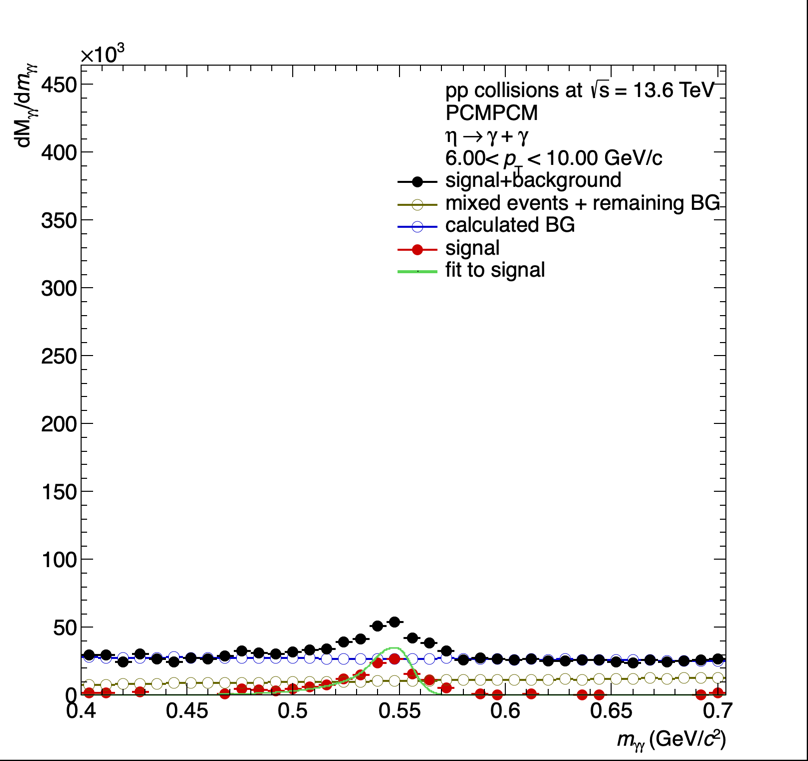 ×10³
dM_γγ/dm_γγ
450
400
350
300
250
200
150
100
50
0
pp collisions at √s = 13.6 TeV
PCMPCM
η → γ + γ
6.00< p_T < 10.00 GeV/c
signal+background
mixed events + remaining BG
calculated BG
signal
fit to signal
0.4 0.45 0.5 0.55 0.6 0.65 0.7
m_γγ (GeV/c²)